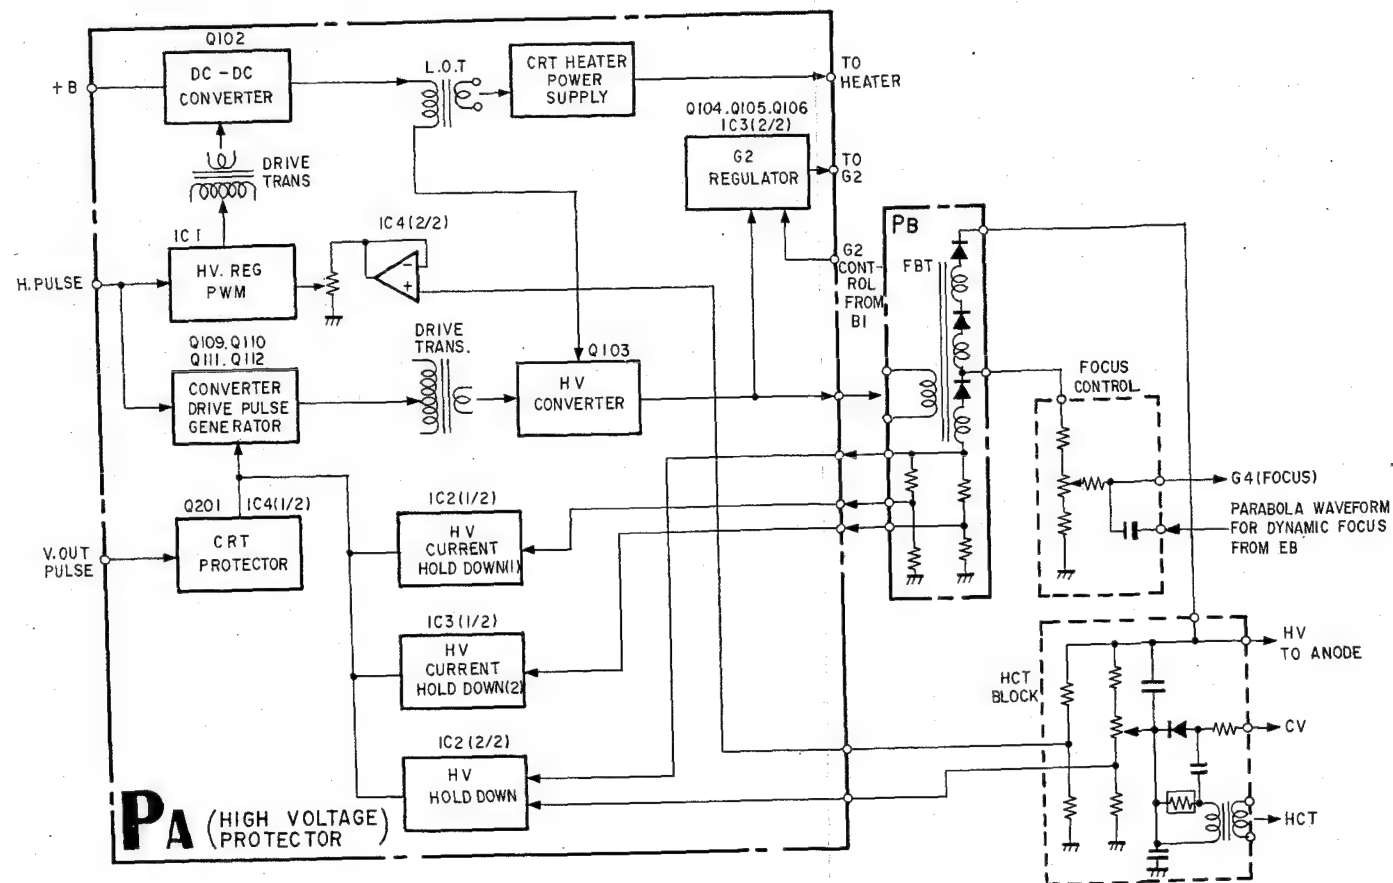 Q102
+B
DC-DC
CONVERTER
L.O.T
CRT HEATER
POWER
SUPPLY
TO
HEATER
Q104.Q105.Q106
IC3(2/2)
G2
REGULATOR
TO
G2
DRIVE
TRANS
IC1
HV. REG
PWM
H.PULSE
IC4(2/2)
-
+
G2
CONT-
ROL
FROM
B1
PB
FBT
Q109,Q110
Q111, Q112
CONVERTER
DRIVE PULSE
GENERATOR
DRIVE
TRANS.
Q103
HV
CONVERTER
FOCUS
CONTROL
G4(FOCUS)
PARABOLA WAVEFORM
FOR DYNAMIC FOCUS
FROM EB
Q201
IC4(1/2)
CRT
PROTECTOR
V.OUT
PULSE
IC2(1/2)
HV
CURRENT
HOLD DOWN(1)
IC3(1/2)
HV
CURRENT
HOLD DOWN(2)
IC2(2/2)
HV
HOLD DOWN
HCT
BLOCK
HV
TO ANODE
CV
HCT
PA (HIGH VOLTAGE
PROTECTOR)